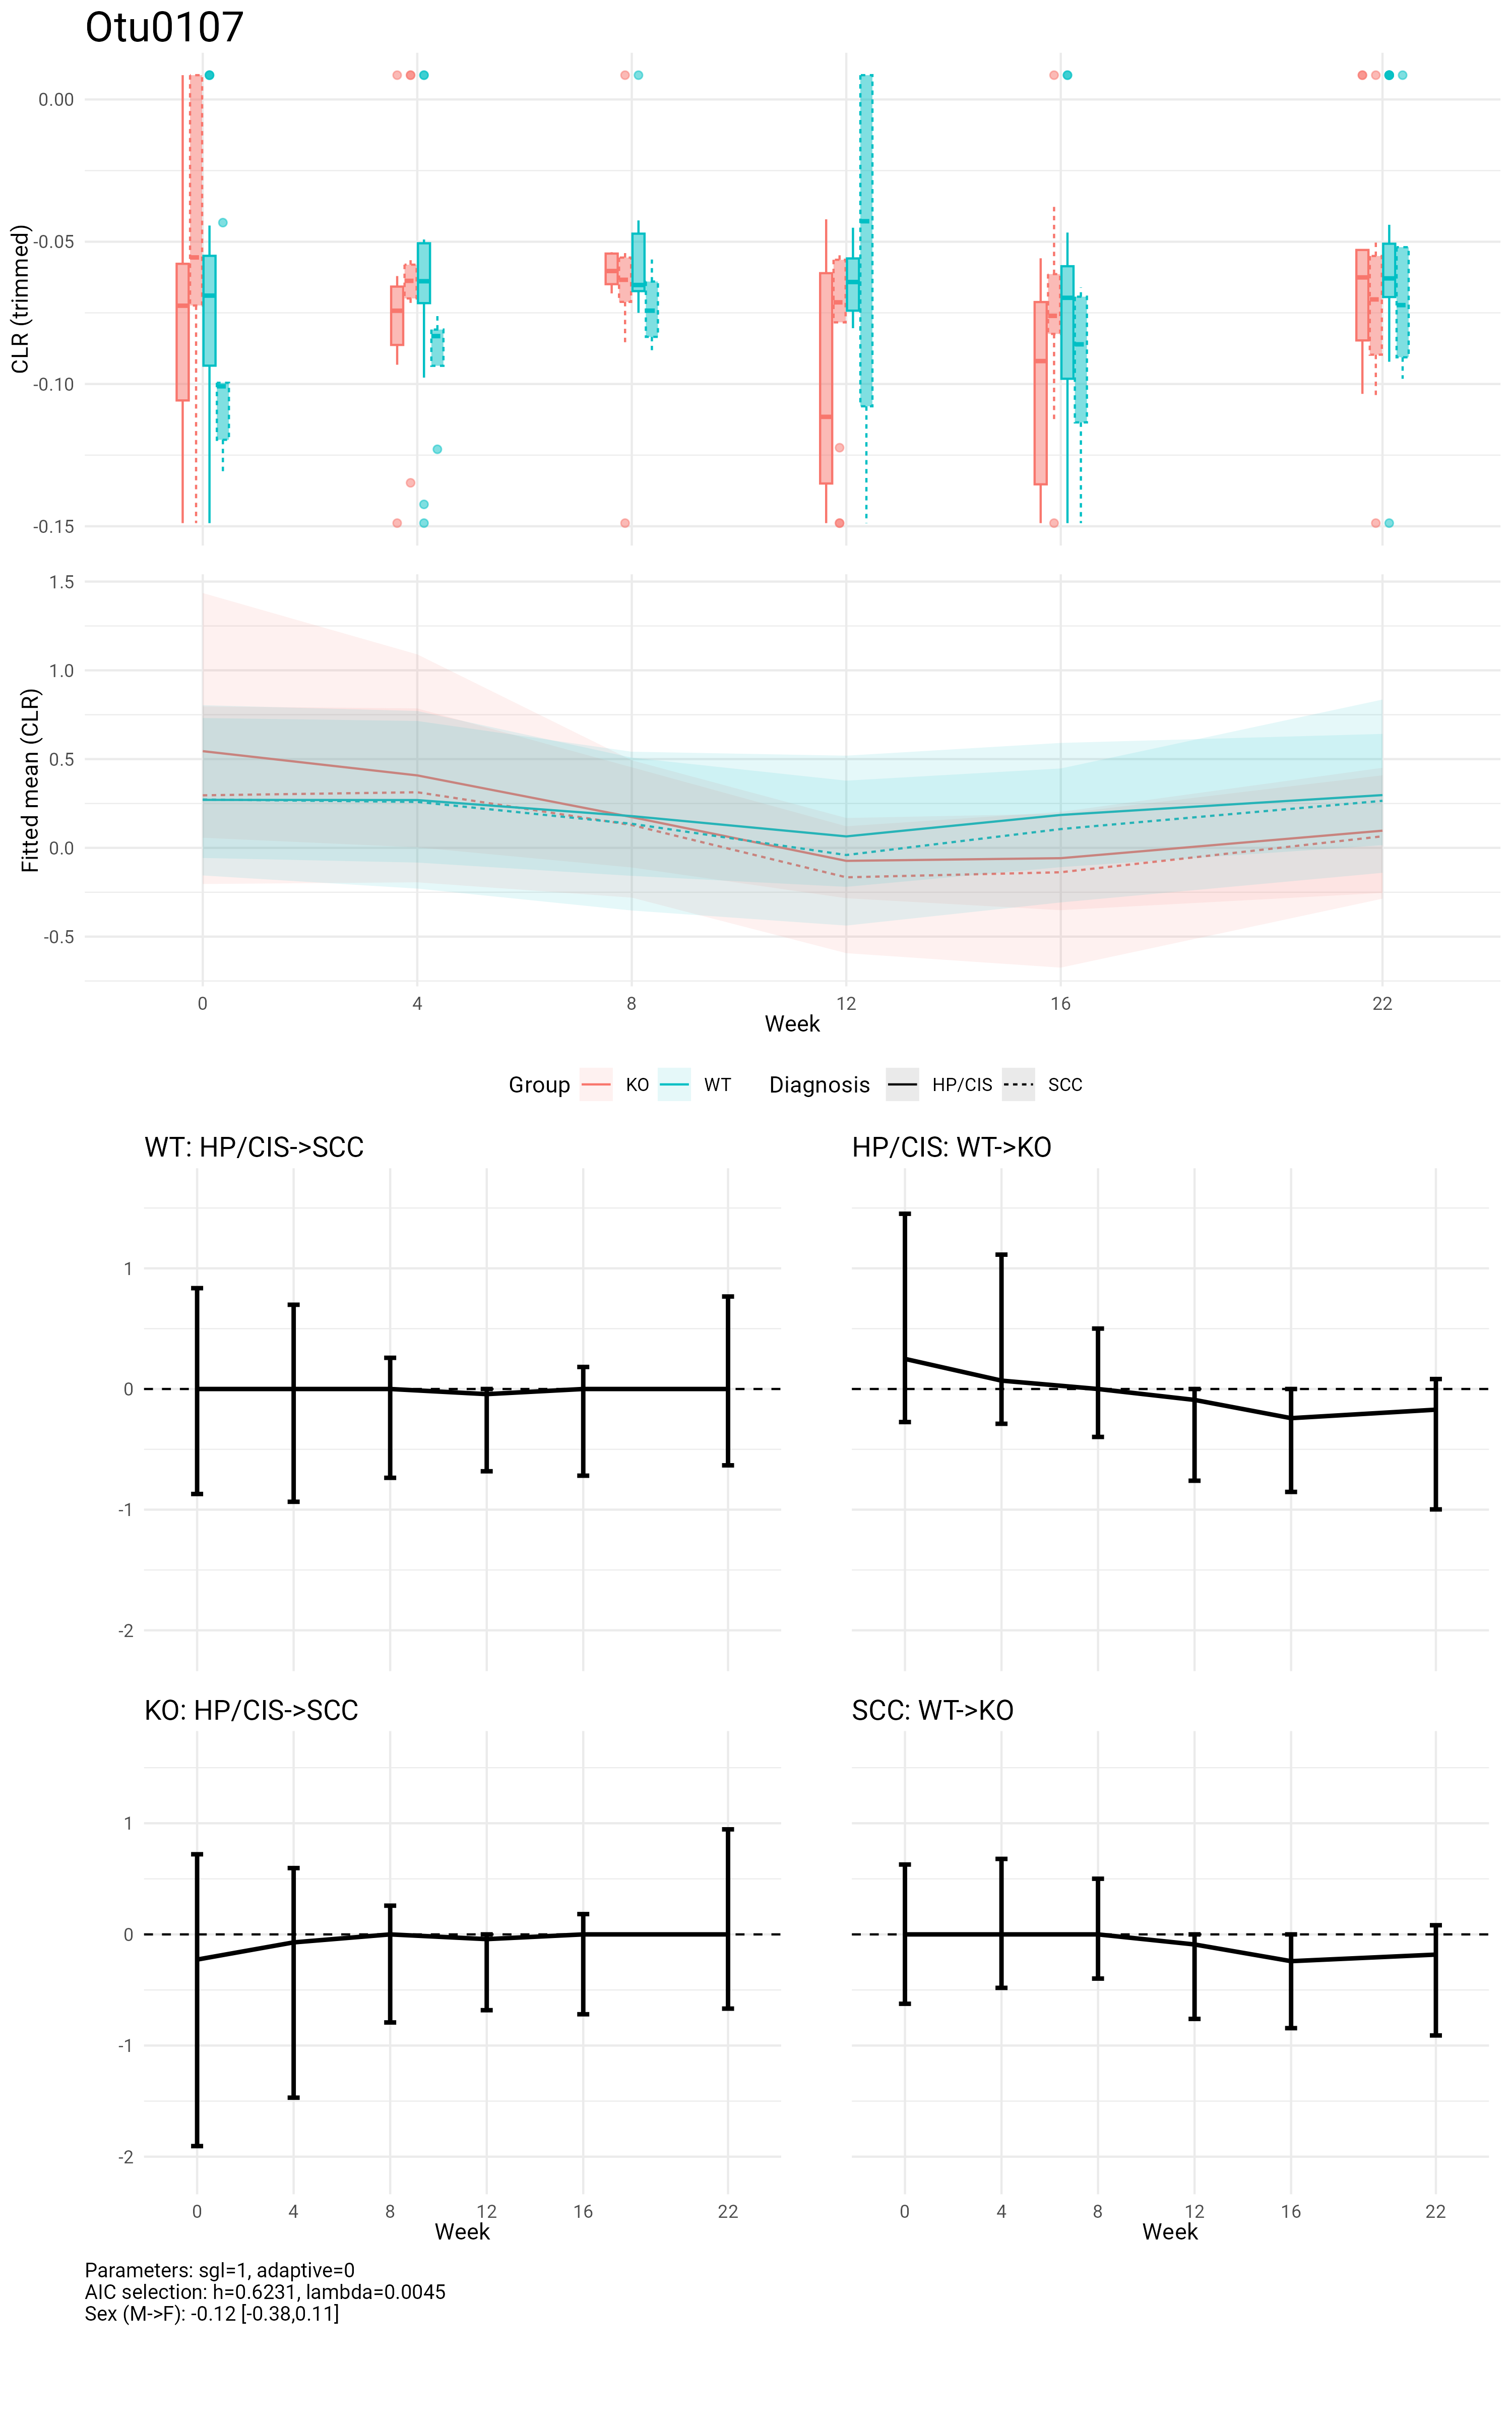 Otu0107
CLR (trimmed)
0.00
-0.05
-0.10
-0.15
Fitted mean (CLR)
1.5
1.0
0.5
0.0
-0.5
0 4 8 12 16 22
Week
Group KO WT Diagnosis HP/CIS SCC
WT: HP/CIS->SCC HP/CIS: WT->KO
1
0
-1
-2
KO: HP/CIS->SCC SCC: WT->KO
1
0
-1
-2
0 4 8 12 16 22 0 4 8 12 16 22
Week Week
Parameters: sgl=1, adaptive=0
AIC selection: h=0.6231, lambda=0.0045
Sex (M->F): -0.12 [-0.38,0.11]